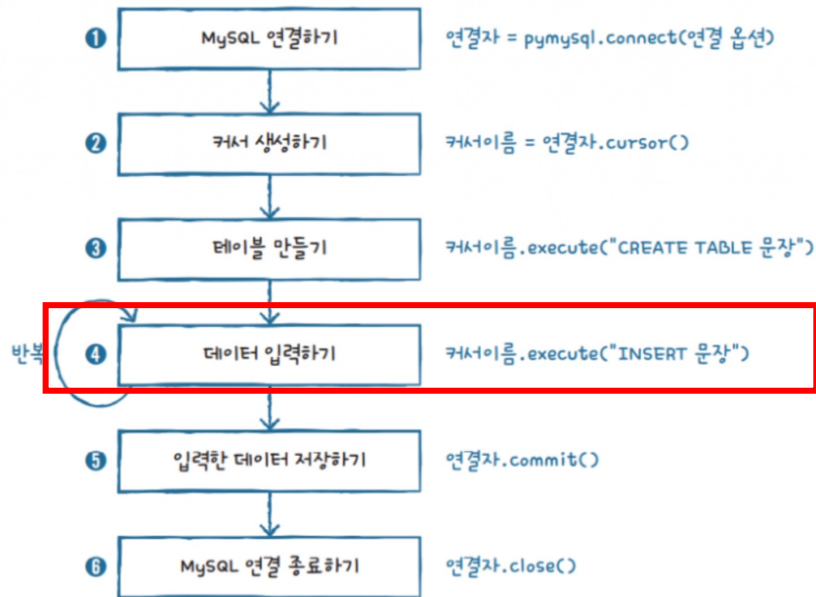 ❶ MySQL 연결하기 연결자 = pymysql.connect(연결 옵션)
❷ 커서 생성하기 커서이름 = 연결자.cursor()
❸ 테이블 만들기 커서이름.execute("CREATE TABLE 문장")
반복 ❹ 데이터 입력하기 커서이름.execute("INSERT 문장")
❺ 입력한 데이터 저장하기 연결자.commit()
❻ MySQL 연결 종료하기 연결자.close()